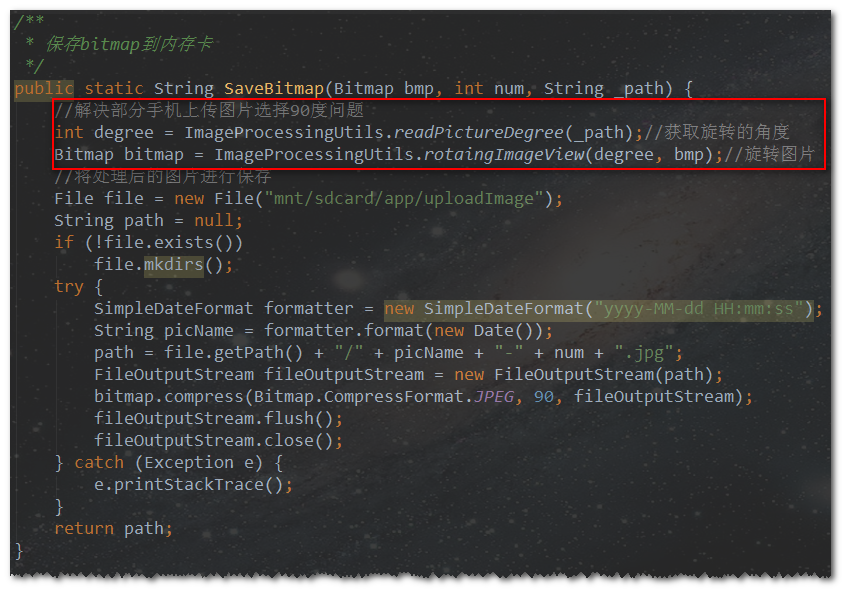 /**
 * 保存bitmap到内存卡
 */
public static String SaveBitmap(Bitmap bmp, int num, String _path) {
    //解决部分手机上传图片选择90度问题
    int degree = ImageProcessingUtils.readPictureDegree(_path);//获取旋转的角度
    Bitmap bitmap = ImageProcessingUtils.rotaingImageView(degree, bmp);//旋转图片
    //将处理后的图片进行保存
    File file = new File("mnt/sdcard/app/uploadImage");
    String path = null;
    if (!file.exists())
        file.mkdirs();
    try {
        SimpleDateFormat formatter = new SimpleDateFormat("yyyy-MM-dd HH:mm:ss");
        String picName = formatter.format(new Date());
        path = file.getPath() + "/" + picName + "-" + num + ".jpg";
        FileOutputStream fileOutputStream = new FileOutputStream(path);
        bitmap.compress(Bitmap.CompressFormat.JPEG, 90, fileOutputStream);
        fileOutputStream.flush();
        fileOutputStream.close();
    } catch (Exception e) {
        e.printStackTrace();
    }
    return path;
}